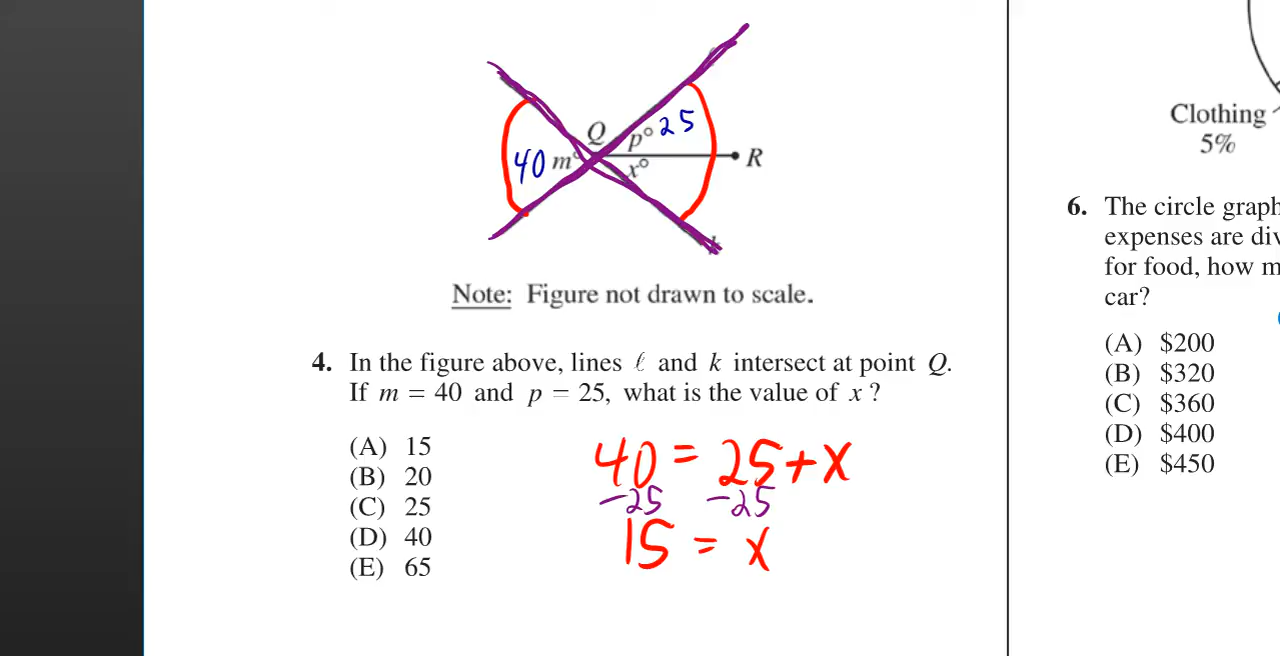 Q
p° 25
40 m°
x°
R
Note: Figure not drawn to scale.
4. In the figure above, lines ℓ and k intersect at point Q.
If m = 40 and p = 25, what is the value of x ?
(A) 15
(B) 20
(C) 25
(D) 40
(E) 65
40 = 25 + x
-25 -25
15 = x
Clothing
5%
6. The circle graph
expenses are div
for food, how m
car?
(A) $200
(B) $320
(C) $360
(D) $400
(E) $450